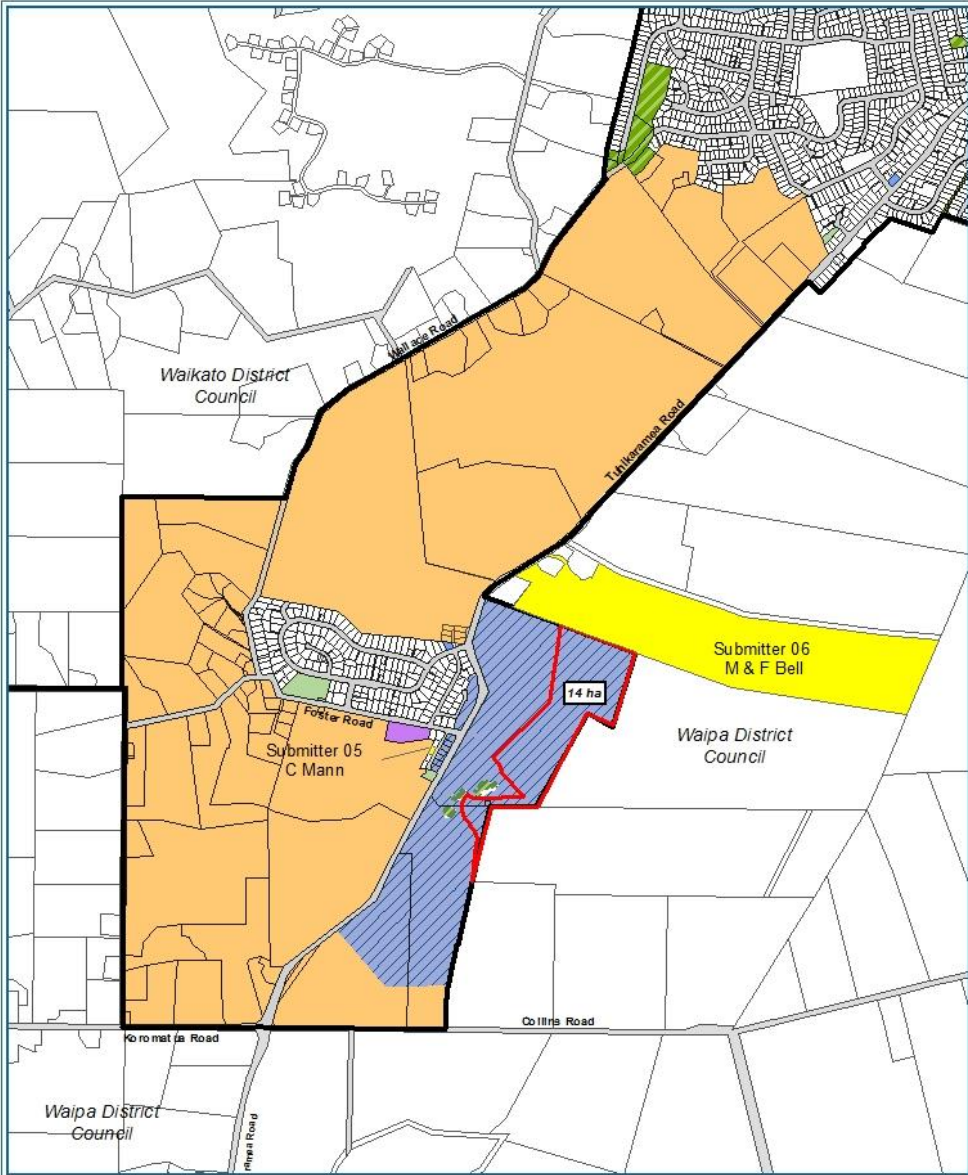 Wallace Road
Waikato District
Council
Tuhikaramea Road
Submitter 06
M & F Bell
14 ha
Foster Road
Waipa District
Council
Submitter 05
C Mann
Collins Road
Koromatua Road
Waipa District
Council
Road